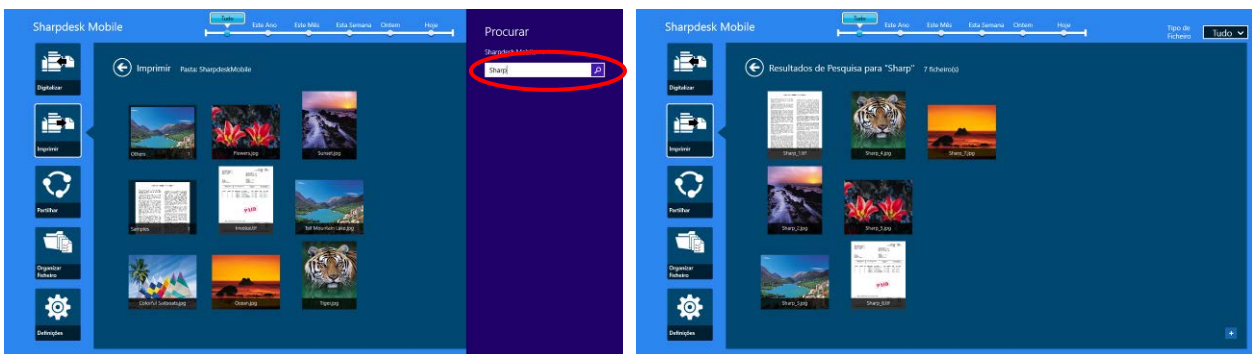 Sharpdesk Mobile
Tudo
Este Ano
Este Mês
Esta Semana
Ontem
Hoje
Digitalizar
Imprimir
Partilhar
Organizar
Ficheiro
Definições
Imprimir Pasta: SharpdeskMobile
Others
Flowers.jpg
Sunset.jpg
Samples
PAID
Invoice.tif
Tall Mountain Lake.jpg
Colorful Sailboats.jpg
Ocean.jpg
Tiger.jpg
Procurar
Sharpdesk Mobile
Sharp
Sharpdesk Mobile
Tudo
Este Ano
Este Mês
Esta Semana
Ontem
Hoje
Tipo de
Ficheiro
Tudo
Digitalizar
Imprimir
Partilhar
Organizar
Ficheiro
Definições
Resultados de Pesquisa para "Sharp" 7 ficheiro(s)
Sharp_1.tif
Sharp_4.jpg
Sharp_7.jpg
Sharp_2.jpg
Sharp_5.jpg
Sharp_3.jpg
PAID